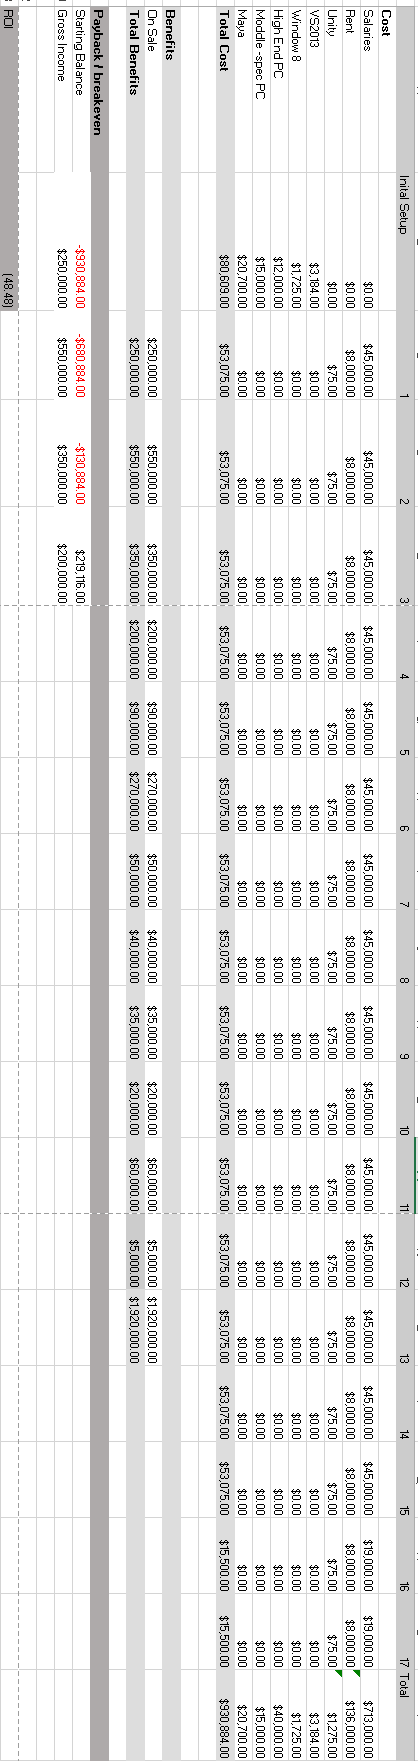 Inital Setup 1 2 3 4 5 6 7 8 9 10 11 12 13 14 15 16 17 Total
Cost
Salaries $0.00 $45,000.00 $45,000.00 $45,000.00 $45,000.00 $45,000.00 $45,000.00 $45,000.00 $45,000.00 $45,000.00 $45,000.00 $45,000.00 $45,000.00 $45,000.00 $45,000.00 $45,000.00 $19,000.00 $19,000.00 $713,000.00
Rent $0.00 $8,000.00 $8,000.00 $8,000.00 $8,000.00 $8,000.00 $8,000.00 $8,000.00 $8,000.00 $8,000.00 $8,000.00 $8,000.00 $8,000.00 $8,000.00 $8,000.00 $8,000.00 $8,000.00 $8,000.00 $136,000.00
Unity $0.00 $75.00 $75.00 $75.00 $75.00 $75.00 $75.00 $75.00 $75.00 $75.00 $75.00 $75.00 $75.00 $75.00 $75.00 $75.00 $75.00 $75.00 $1,275.00
VS2013 $3,184.00 $0.00 $0.00 $0.00 $0.00 $0.00 $0.00 $0.00 $0.00 $0.00 $0.00 $0.00 $0.00 $0.00 $0.00 $0.00 $0.00 $0.00 $3,184.00
Window 8 $1,725.00 $0.00 $0.00 $0.00 $0.00 $0.00 $0.00 $0.00 $0.00 $0.00 $0.00 $0.00 $0.00 $0.00 $0.00 $0.00 $0.00 $0.00 $1,725.00
High End PC $12,000.00 $0.00 $0.00 $0.00 $0.00 $0.00 $0.00 $0.00 $0.00 $0.00 $0.00 $0.00 $0.00 $0.00 $0.00 $0.00 $0.00 $0.00 $40,000.00
Moddle -spec PC $15,000.00 $0.00 $0.00 $0.00 $0.00 $0.00 $0.00 $0.00 $0.00 $0.00 $0.00 $0.00 $0.00 $0.00 $0.00 $0.00 $0.00 $0.00 $15,000.00
Maya $20,700.00 $0.00 $0.00 $0.00 $0.00 $0.00 $0.00 $0.00 $0.00 $0.00 $0.00 $0.00 $0.00 $0.00 $0.00 $0.00 $0.00 $0.00 $20,700.00
Total Cost $80,609.00 $53,075.00 $53,075.00 $53,075.00 $53,075.00 $53,075.00 $53,075.00 $53,075.00 $53,075.00 $53,075.00 $53,075.00 $53,075.00 $53,075.00 $53,075.00 $53,075.00 $53,075.00 $15,500.00 $15,500.00 $930,884.00
Benefits
On Sale $250,000.00 $550,000.00 $350,000.00 $200,000.00 $90,000.00 $270,000.00 $50,000.00 $40,000.00 $35,000.00 $20,000.00 $60,000.00 $5,000.00 $1,920,000.00
Total Benefits $250,000.00 $550,000.00 $350,000.00 $200,000.00 $90,000.00 $270,000.00 $50,000.00 $40,000.00 $35,000.00 $20,000.00 $60,000.00 $5,000.00 $1,920,000.00
Payback / breakeven
Starting Balance -$930,884.00 -$680,884.00 -$130,884.00 $219,116.00
Gross Income $250,000.00 $550,000.00 $350,000.00 $200,000.00
ROI (48.48)